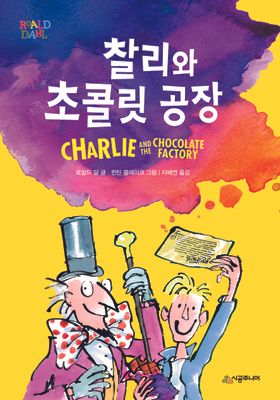 ROALD
DAHL
찰리와
초콜릿 공장
CHARLIE AND THE CHOCOLATE FACTORY
로알드 달 글 · 퀸틴 블레이크 그림 | 지혜연 옮김
시공주니어